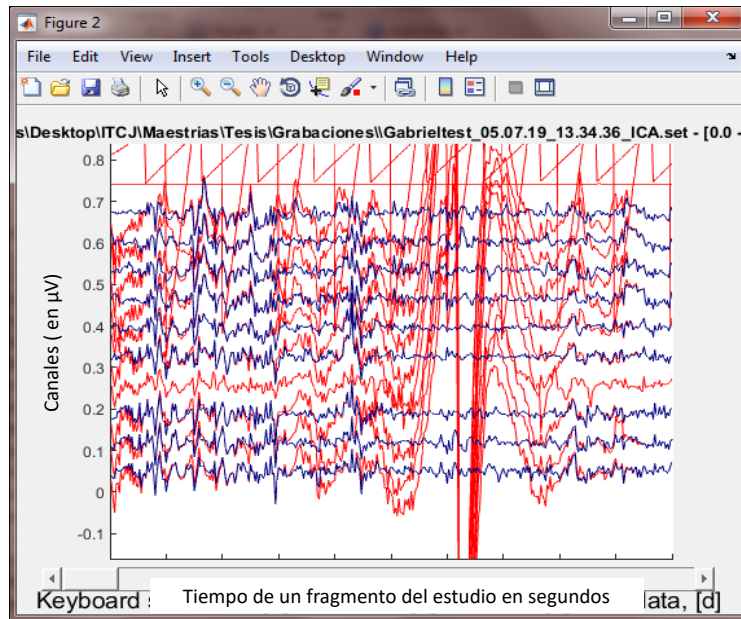 Figure 2
File Edit View Insert Tools Desktop Window Help
s\Desktop\ITCJ\Maestrias\Tesis\Grabaciones\\Gabrieltest_05.07.19_13.34.36_ICA.set - [0.0 -
Canales ( en µV)
0.8
0.7
0.6
0.5
0.4
0.3
0.2
0.1
0
-0.1
Keyboard s
Tiempo de un fragmento del estudio en segundos
lata, [d]